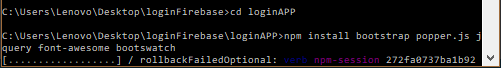 C:\Users\Lenovo\Desktop\loginFirebase>cd loginAPP
C:\Users\Lenovo\Desktop\loginFirebase\loginAPP>npm install bootstrap popper.js j
query font-awesome bootswatch
[..................] / rollbackFailedOptional: verb npm-session 272fa0737ba1b92